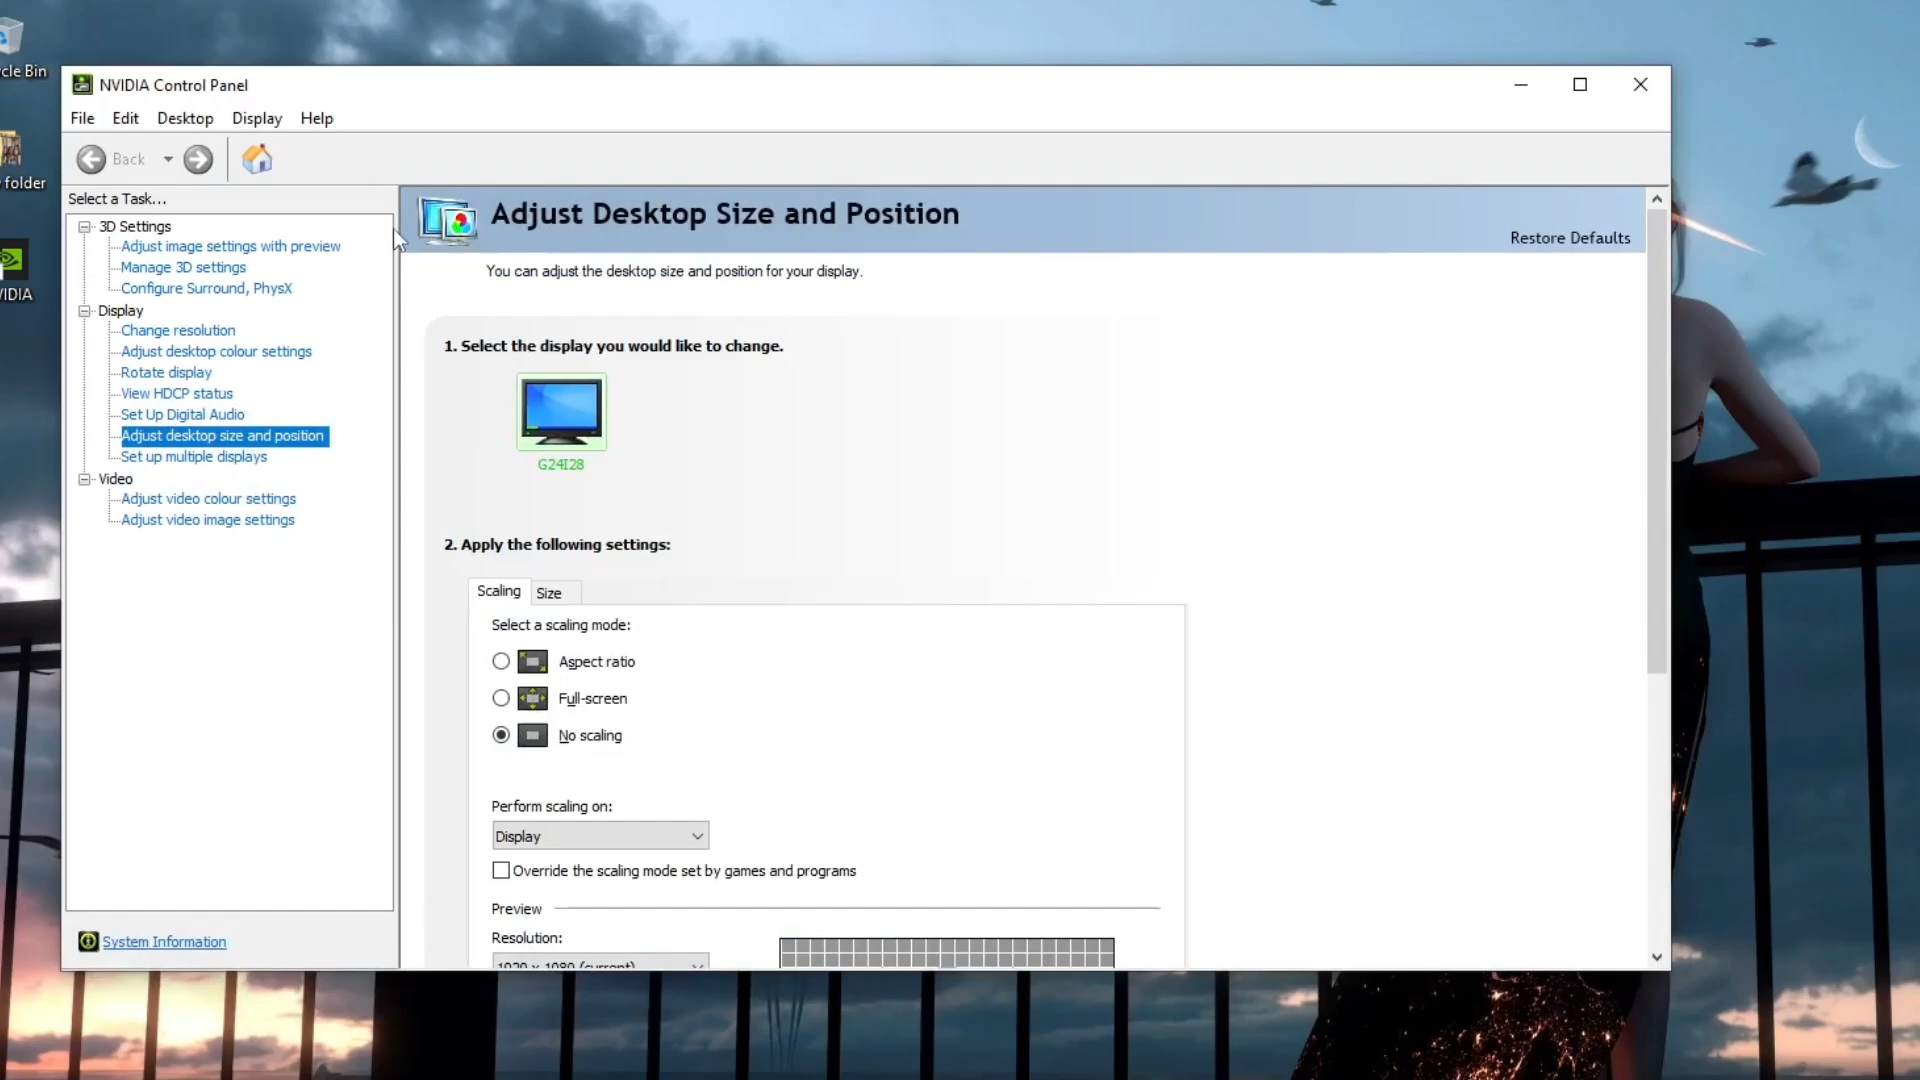 cle Bin
folder
NVIDIA Control Panel
File Edit Desktop Display Help
Back
Select a Task...
3D Settings
Adjust image settings with preview
Manage 3D settings
Configure Surround, PhysX
Display
Change resolution
Adjust desktop colour settings
Rotate display
View HDCP status
Set Up Digital Audio
Adjust desktop size and position
Set up multiple displays
Video
Adjust video colour settings
Adjust video image settings
System Information
Adjust Desktop Size and Position
Restore Defaults
You can adjust the desktop size and position for your display.
1. Select the display you would like to change.
G24I28
2. Apply the following settings:
Scaling Size
Select a scaling mode:
Aspect ratio
Full-screen
No scaling
Perform scaling on:
Display
Override the scaling mode set by games and programs
Preview
Resolution:
1920 x 1080 (current)